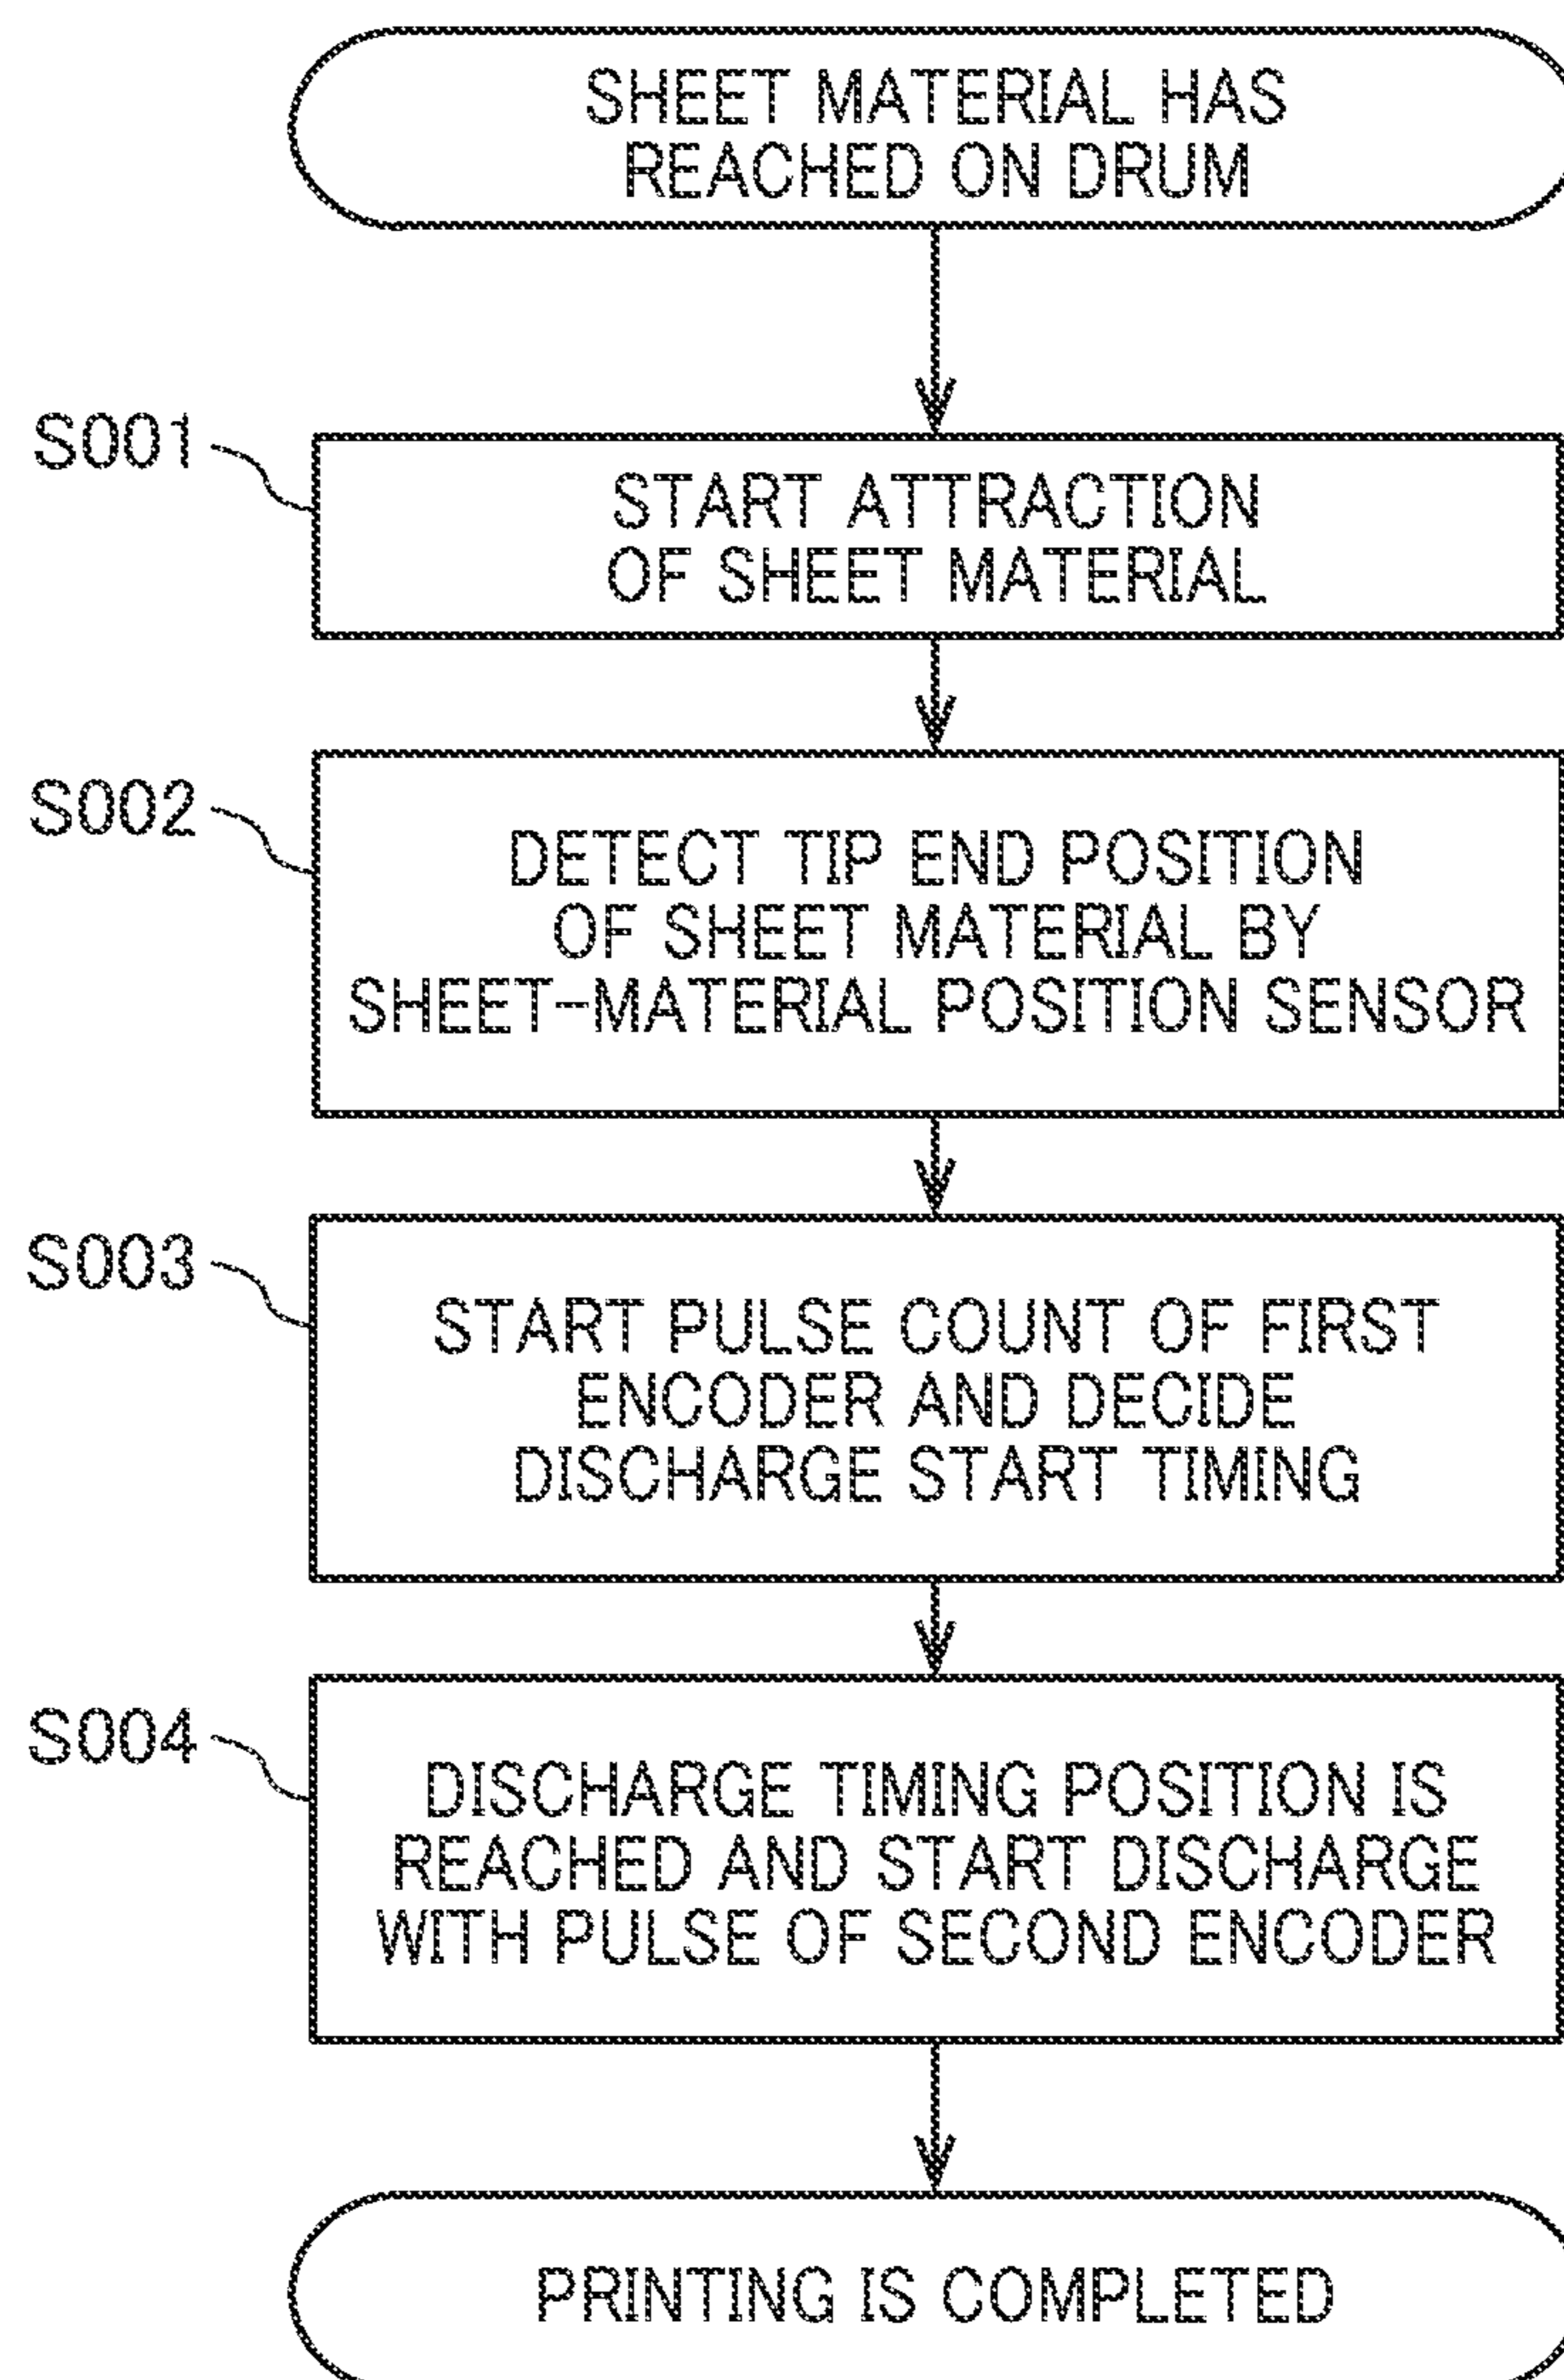 SHEET MATERIAL HAS
REACHED ON DRUM
S001
START ATTRACTION
OF SHEET MATERIAL
S002
DETECT TIP END POSITION
OF SHEET MATERIAL BY
SHEET-MATERIAL POSITION SENSOR
S003
START PULSE COUNT OF FIRST
ENCODER AND DECIDE
DISCHARGE START TIMING
S004
DISCHARGE TIMING POSITION IS
REACHED AND START DISCHARGE
WITH PULSE OF SECOND ENCODER
PRINTING IS COMPLETED